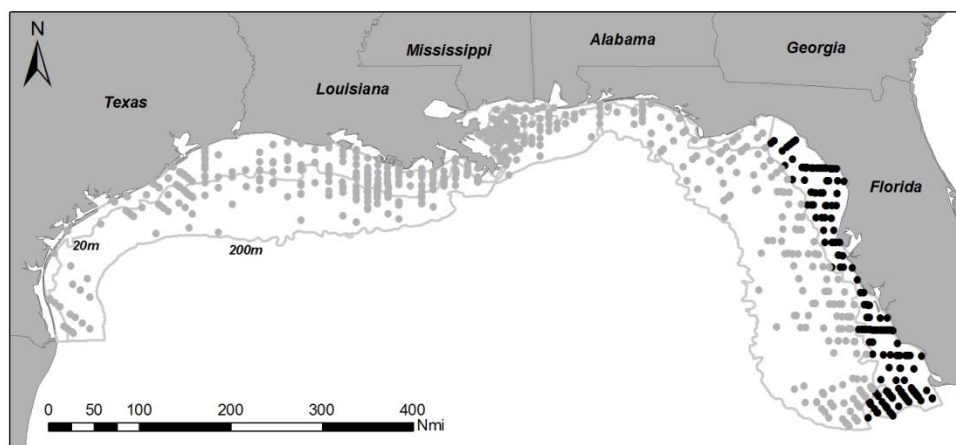 N
Mississippi
Alabama
Georgia
Texas
Louisiana
Florida
20m
200m
0 50 100 200 300 400
Nmi